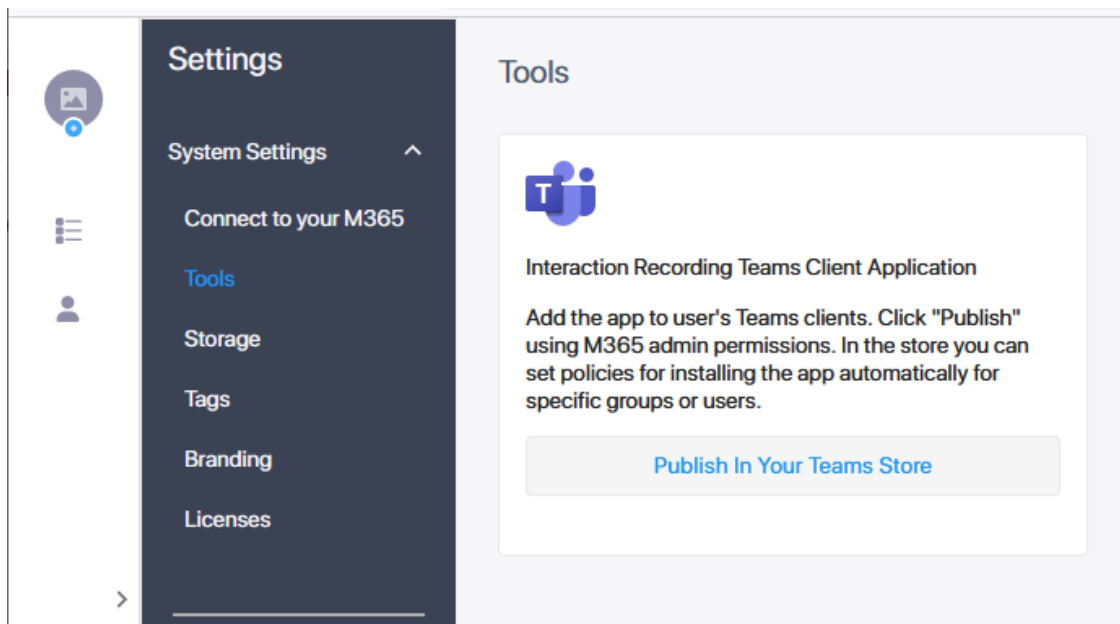 Settings
System Settings
Connect to your M365
Tools
Storage
Tags
Branding
Licenses
Tools
T
Interaction Recording Teams Client Application
Add the app to user's Teams clients. Click "Publish"
using M365 admin permissions. In the store you can
set policies for installing the app automatically for
specific groups or users.
Publish In Your Teams Store